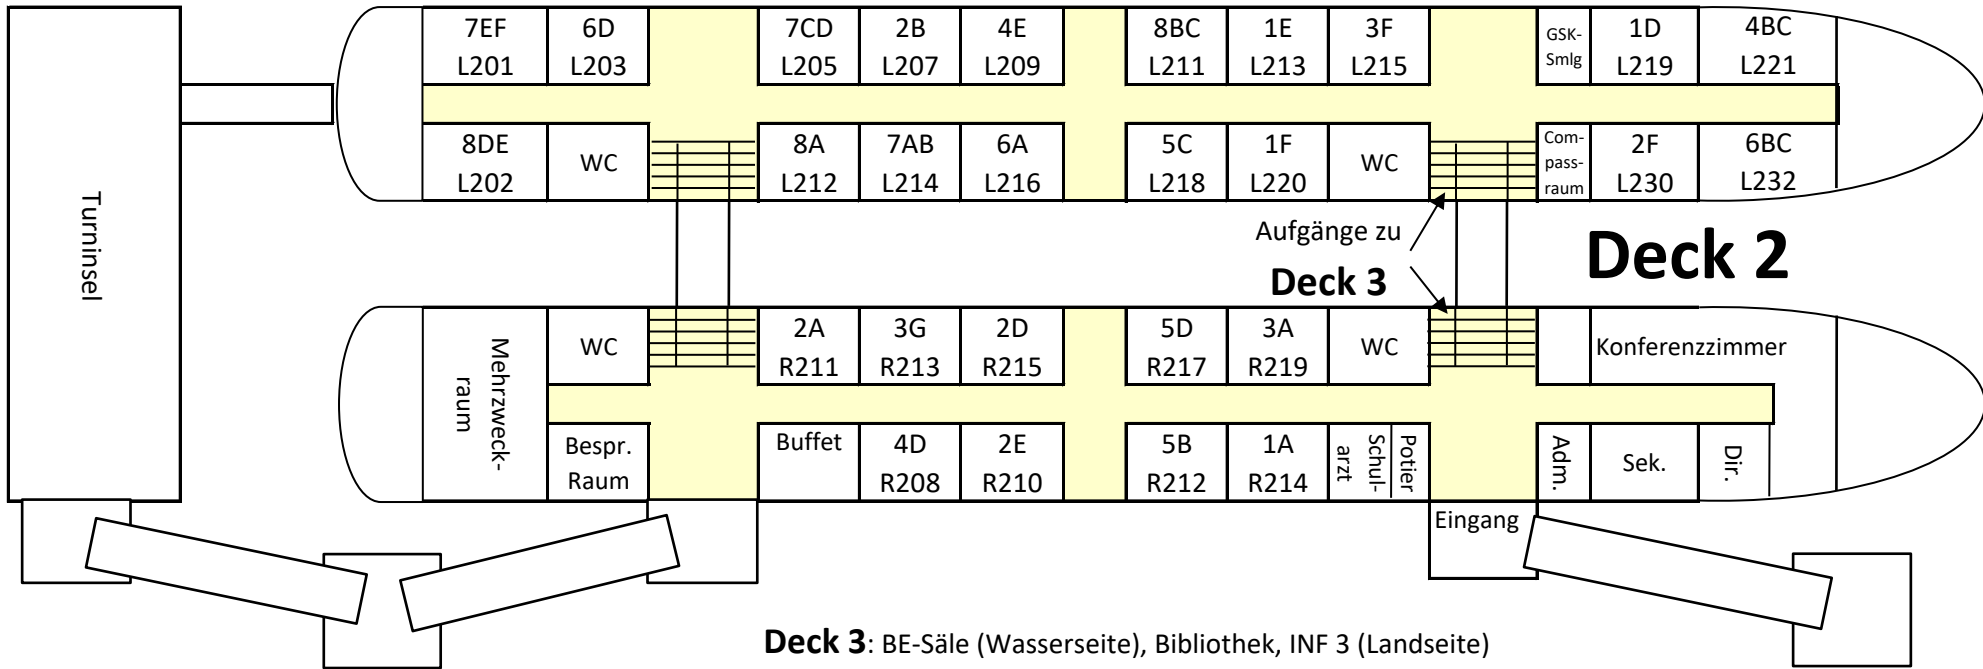 Turninsel
7EF
L201
6D
L203
7CD
L205
2B
L207
4E
L209
8BC
L211
1E
L213
3F
L215
GSK-
Smlg
1D
L219
4BC
L221
8DE
L202
WC
8A
L212
7AB
L214
6A
L216
5C
L218
1F
L220
WC
Com-
pass-
raum
2F
L230
6BC
L232
Aufgänge zu
Deck 3
Deck 2
Mehrzweck-
raum
WC
2A
R211
3G
R213
2D
R215
5D
R217
3A
R219
WC
Konferenzzimmer
Bespr.
Raum
Buffet
4D
R208
2E
R210
5B
R212
1A
R214
Schul-
arzt
Potier
Adm.
Sek.
Dir.
Eingang
Deck 3: BE-Säle (Wasserseite), Bibliothek, INF 3 (Landseite)